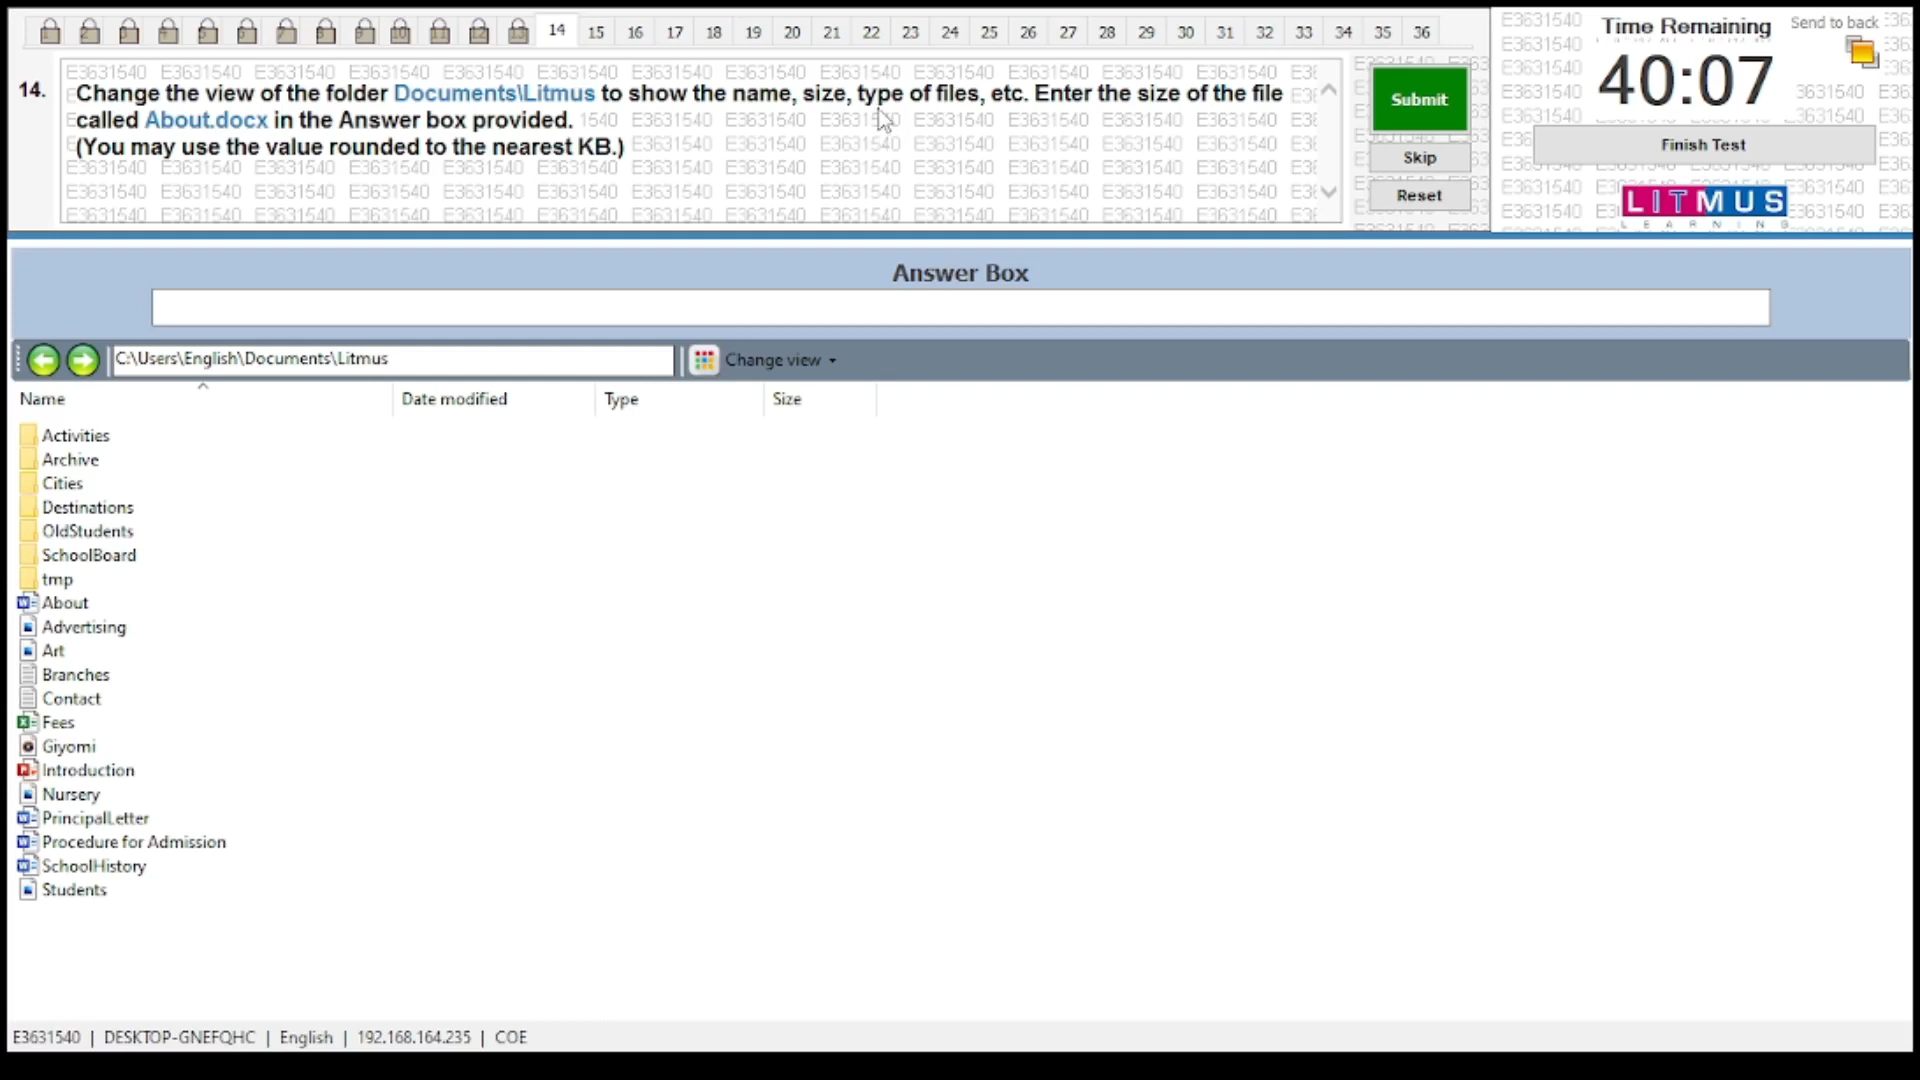 14 15 16 17 18 19 20 21 22 23 24 25 26 27 28 29 30 31 32 33 34 35 36
14.
Change the view of the folder Documents\Litmus to show the name, size, type of files, etc. Enter the size of the file
called About.docx in the Answer box provided.
(You may use the value rounded to the nearest KB.)
Submit
Skip
Reset
Time Remaining
Send to back
40:07
Finish Test
LITMUS
LEARNING
Answer Box
C:\Users\English\Documents\Litmus
Change view
Name Date modified Type Size
Activities
Archive
Cities
Destinations
OldStudents
SchoolBoard
tmp
About
Advertising
Art
Branches
Contact
Fees
Giyomi
Introduction
Nursery
PrincipalLetter
Procedure for Admission
SchoolHistory
Students
E3631540 | DESKTOP-GNEFQHC | English | 192.168.164.235 | COE